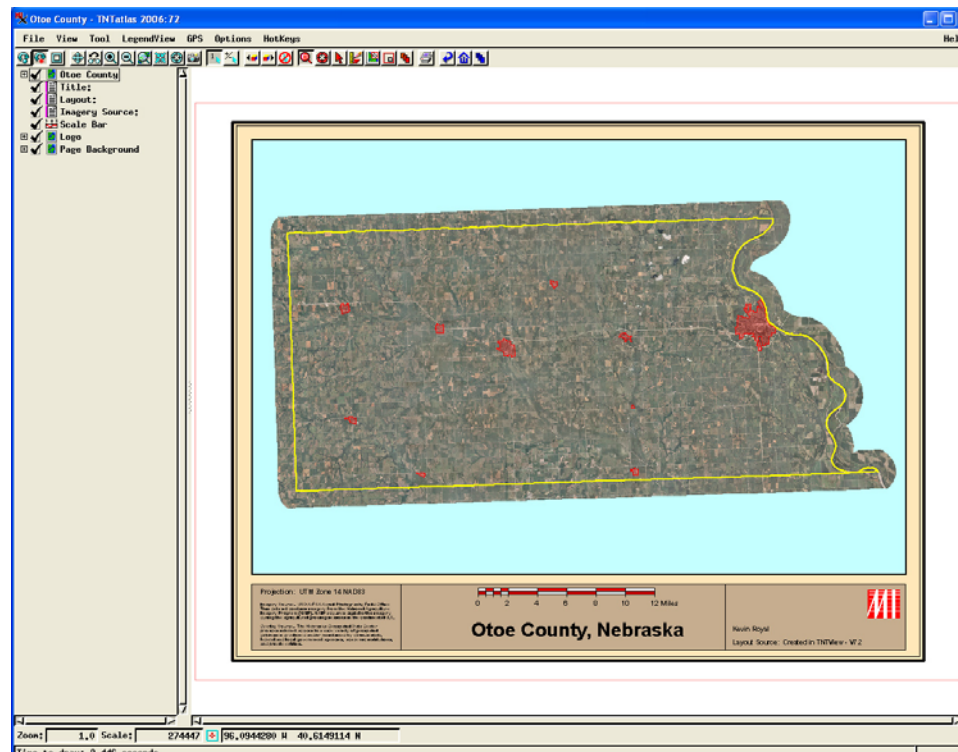 Otoe County - TNTatlas 2006:72
File View Tool LegendView GPS Options HotKeys Hel
Otoe County
Title:
Layout:
Imagery Source:
Scale Bar
Logo
Page Background
Projection: UTM Zone 14 NAD83
0 2 4 6 8 10 12 Miles
Otoe County, Nebraska
MI
Kevin Royal
Layout Source: Created in TNTview - V7.2
Zoom: 1.0 Scale: 274447 96.0944280 W 40.6149114 N